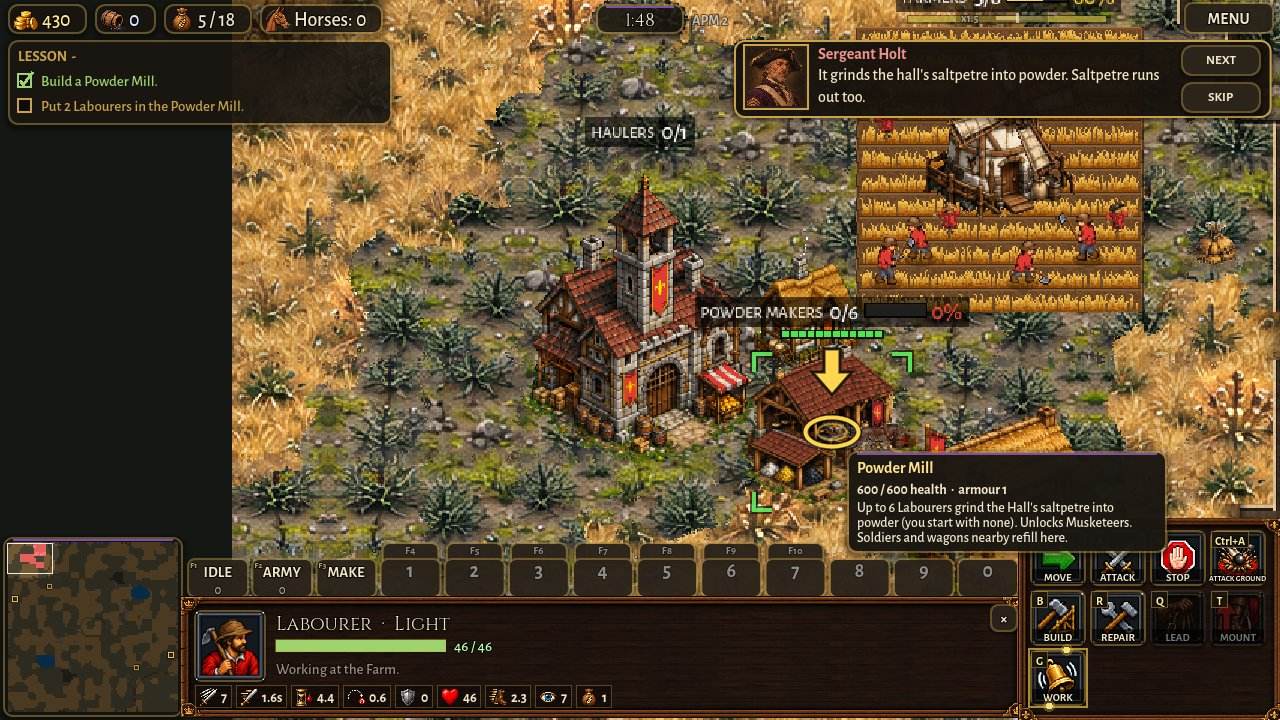 430
0
5 / 18
Horses: 0
1:48
APM 2
X1.5
MENU
LESSON -
Build a Powder Mill.
Put 2 Labourers in the Powder Mill.
Sergeant Holt
It grinds the hall's saltpetre into powder. Saltpetre runs
out too.
NEXT
SKIP
HAULERS 0/1
POWDER MAKERS 0/6
0%
Powder Mill
600 / 600 health · armour 1
Up to 6 Labourers grind the Hall's saltpetre into
powder (you start with none). Unlocks Musketeers.
Soldiers and wagons nearby refill here.
F1 IDLE 0
F2 ARMY 0
F3 MAKE
F4 1
F5 2
F6 3
F7 4
F8 5
F9 6
F10 7
8
9
0
LABOURER · LIGHT
46 / 46
Working at the Farm.
7
1.6s
4.4
0.6
0
46
2.3
7
1
×
MOVE
ATTACK
STOP
Ctrl+A ATTACK GROUND
B BUILD
R REPAIR
Q LEAD
T MOUNT
G WORK